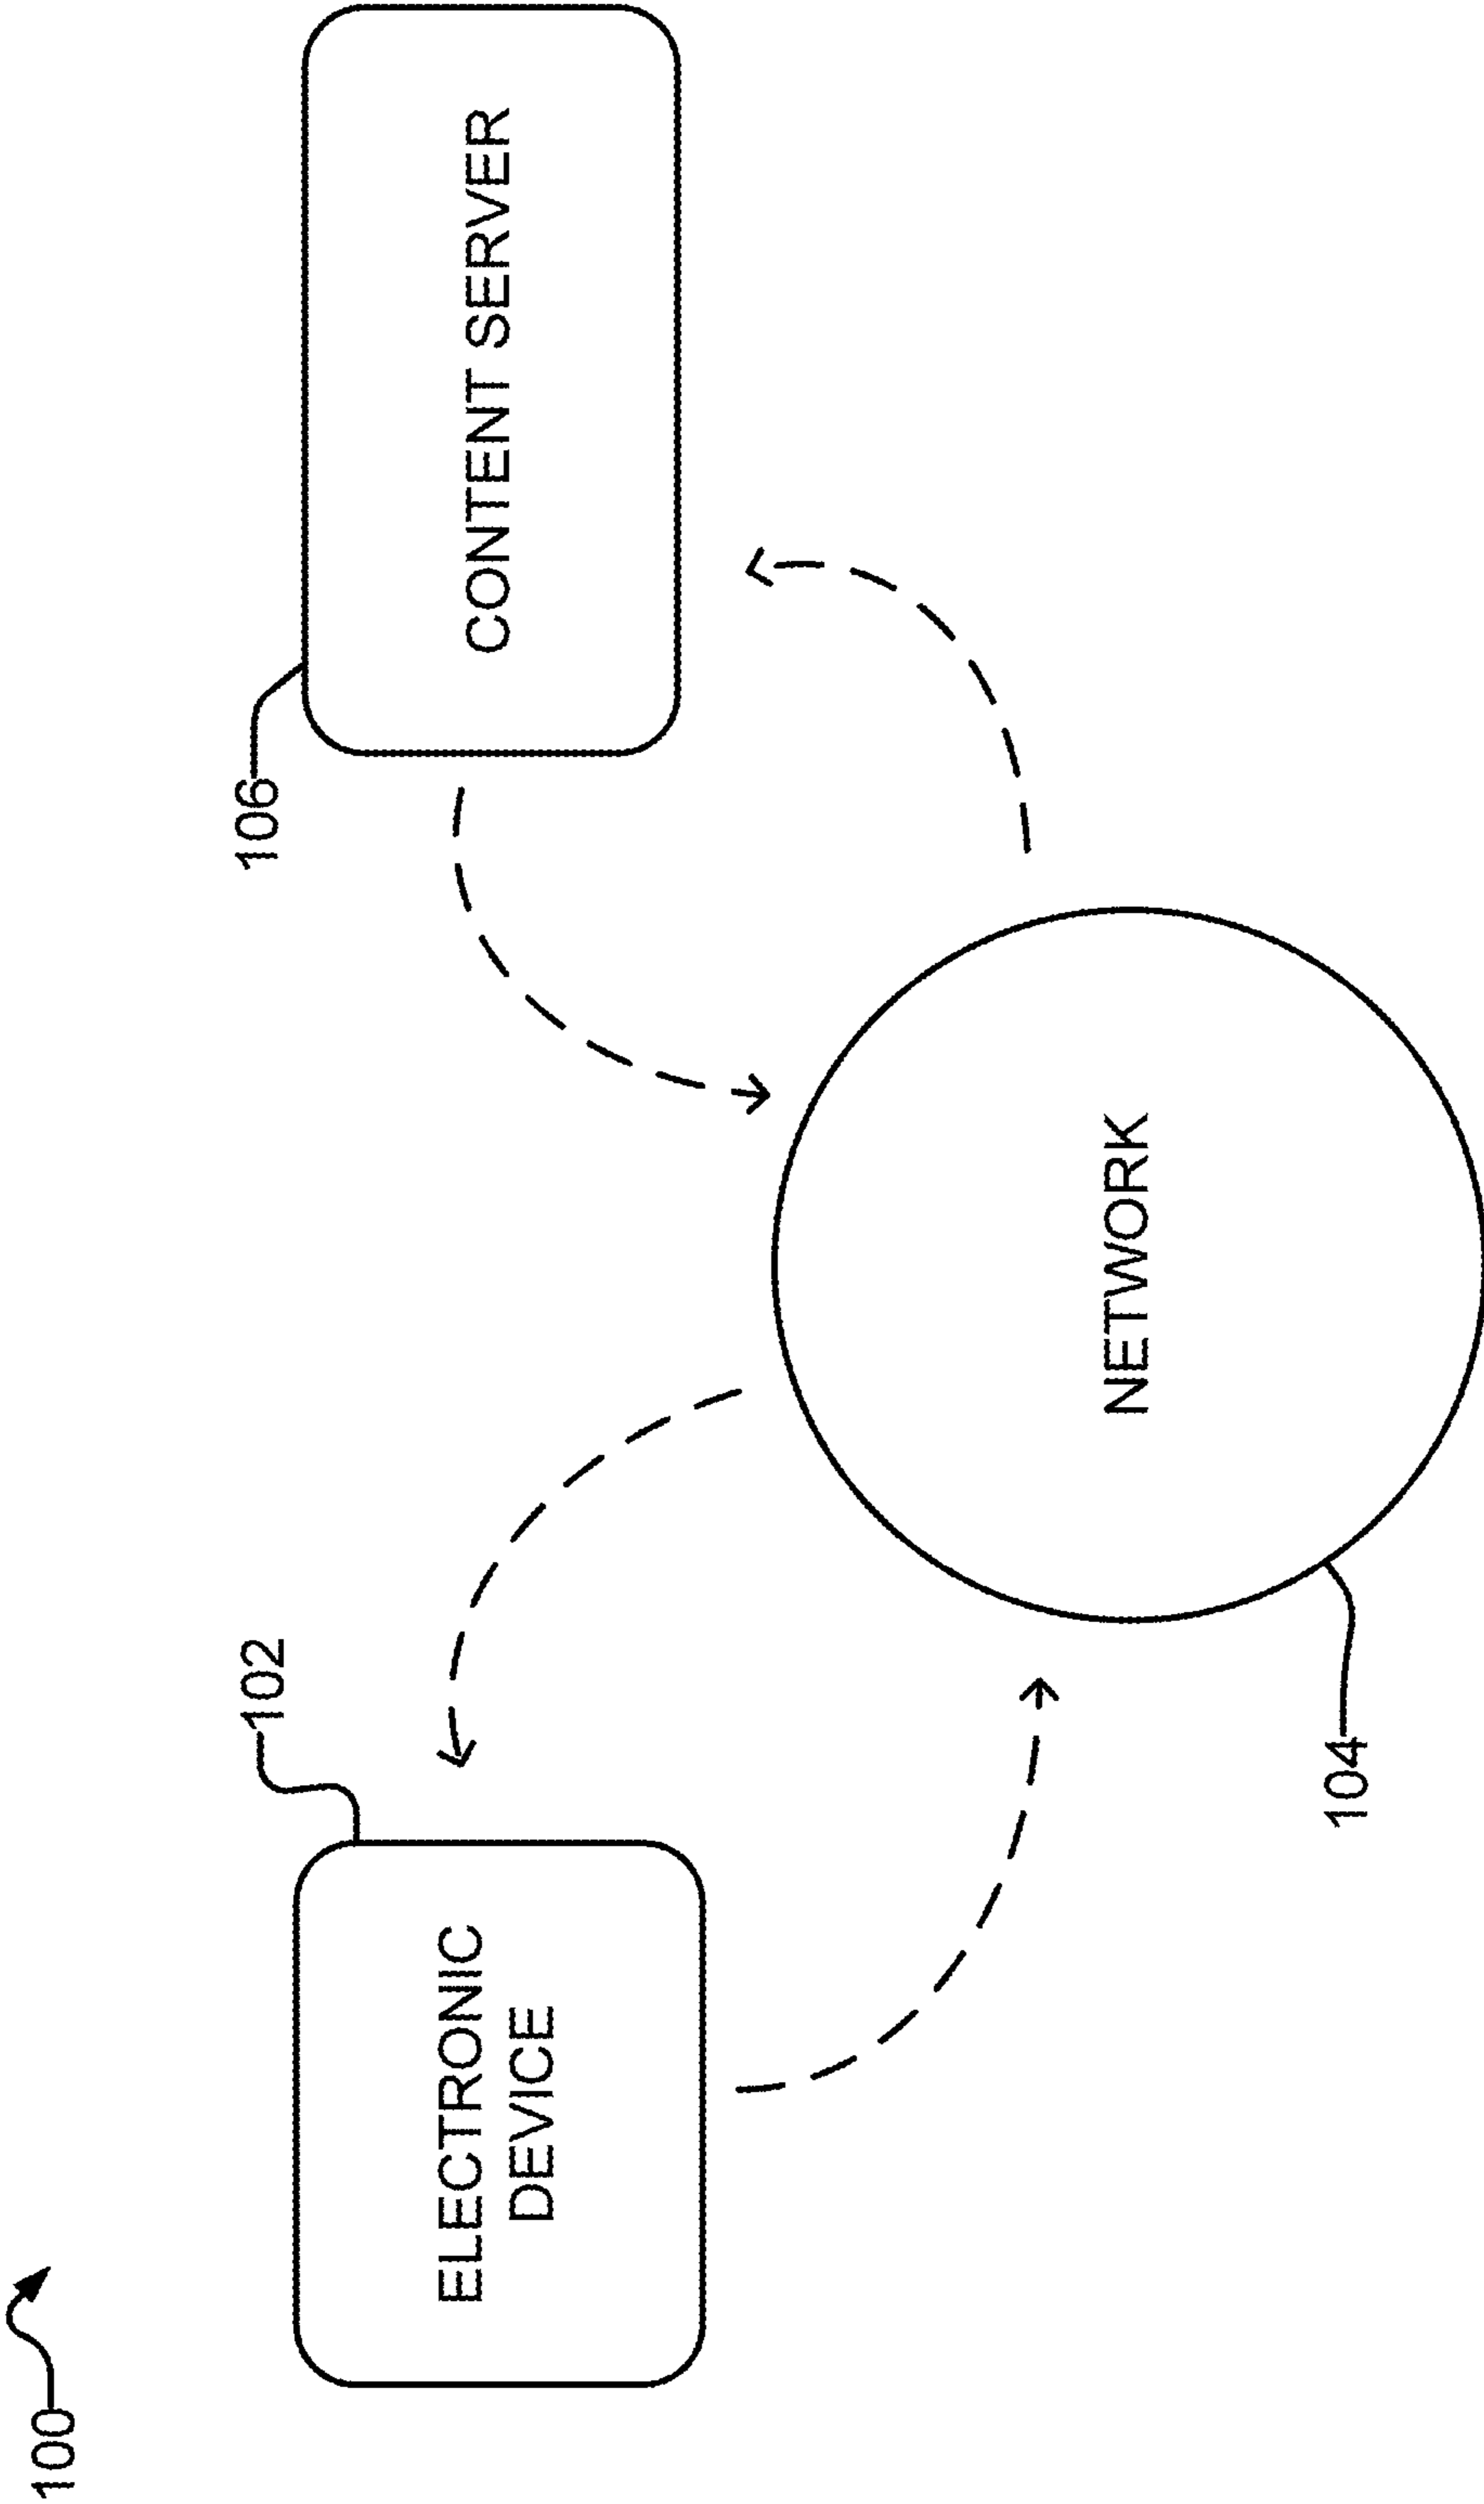 100
102
106
ELECTRONIC
DEVICE
CONTENT SERVER
NETWORK
104